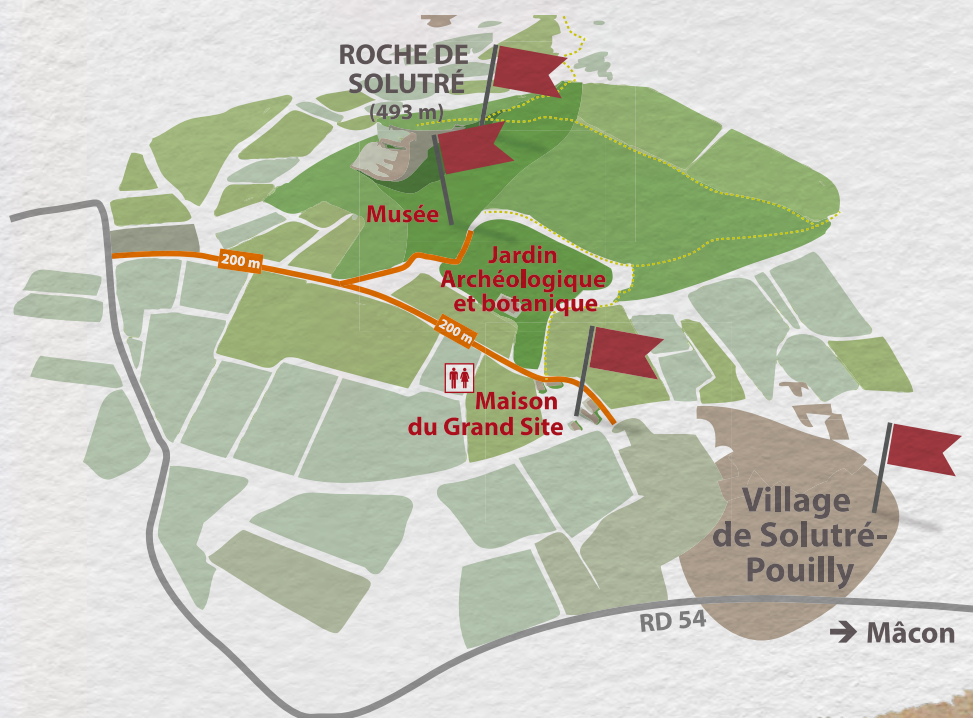 ROCHE DE
SOLUTRÉ
(493 m)
Musée
200 m
Jardin
Archéologique
et botanique
200 m
Maison
du Grand Site
Village
de Solutré-
Pouilly
RD 54
→ Mâcon